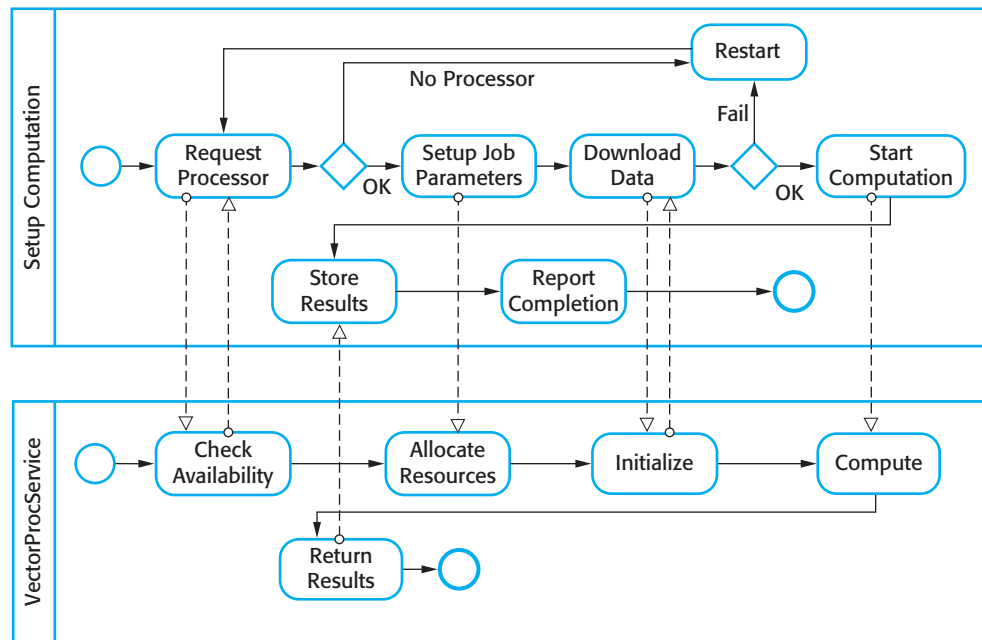 Setup Computation
Restart
No Processor
Fail
Request
Processor
OK
Setup Job
Parameters
Download
Data
OK
Start
Computation
Store
Results
Report
Completion
VectorProcService
Check
Availability
Allocate
Resources
Initialize
Compute
Return
Results